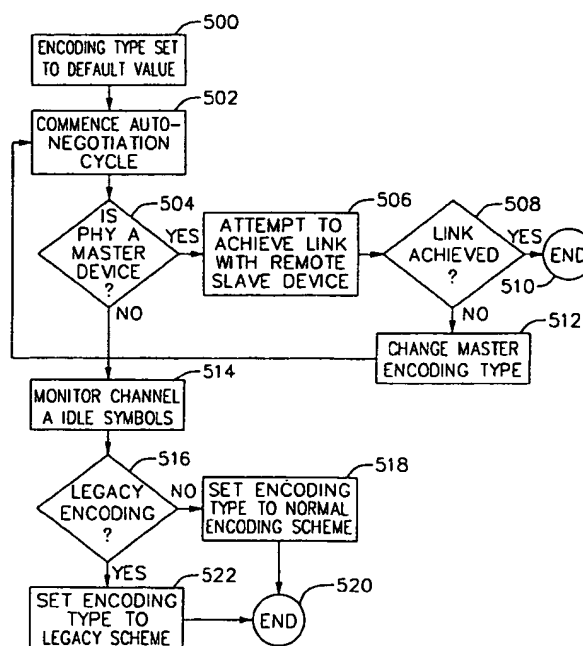 500
ENCODING TYPE SET
TO DEFAULT VALUE
502
COMMENCE AUTO-
NEGOTIATION
CYCLE
504
IS
PHY A
MASTER
DEVICE
?
YES
NO
506
ATTEMPT TO
ACHIEVE LINK
WITH REMOTE
SLAVE DEVICE
508
LINK
ACHIEVED
?
YES
NO
END
510
512
CHANGE MASTER
ENCODING TYPE
514
MONITOR CHANNEL
A IDLE SYMBOLS
516
LEGACY
ENCODING
?
NO
YES
518
SET ENCODING
TYPE TO NORMAL
ENCODING SCHEME
522
SET ENCODING
TYPE TO
LEGACY SCHEME
520
END